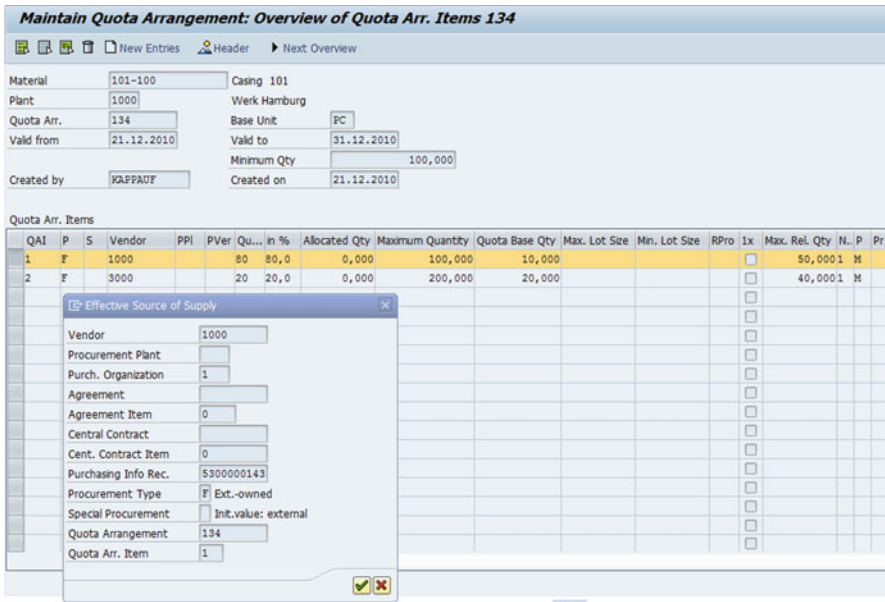 Maintain Quota Arrangement: Overview of Quota Arr. Items 134
New Entries Header Next Overview
Material 101-100 Casing 101
Plant 1000 Werk Hamburg
Quota Arr. 134 Base Unit PC
Valid from 21.12.2010 Valid to 31.12.2010
Minimum Qty 100,000
Created by KAPPAUF Created on 21.12.2010
Quota Arr. Items
QAI P S Vendor PPl PVer Qu... in % Allocated Qty Maximum Quantity Quota Base Qty Max. Lot Size Min. Lot Size RPro 1x Max. Rel. Qty N.. P Pr
1 F 1000 80 80,0 0,000 100,000 10,000 50,000 1 M
2 F 3000 20 20,0 0,000 200,000 20,000 40,000 1 M
Effective Source of Supply
Vendor 1000
Procurement Plant
Purch. Organization 1
Agreement
Agreement Item 0
Central Contract
Cent. Contract Item 0
Purchasing Info Rec. 5300000143
Procurement Type F Ext.-owned
Special Procurement Init.value: external
Quota Arrangement 134
Quota Arr. Item 1